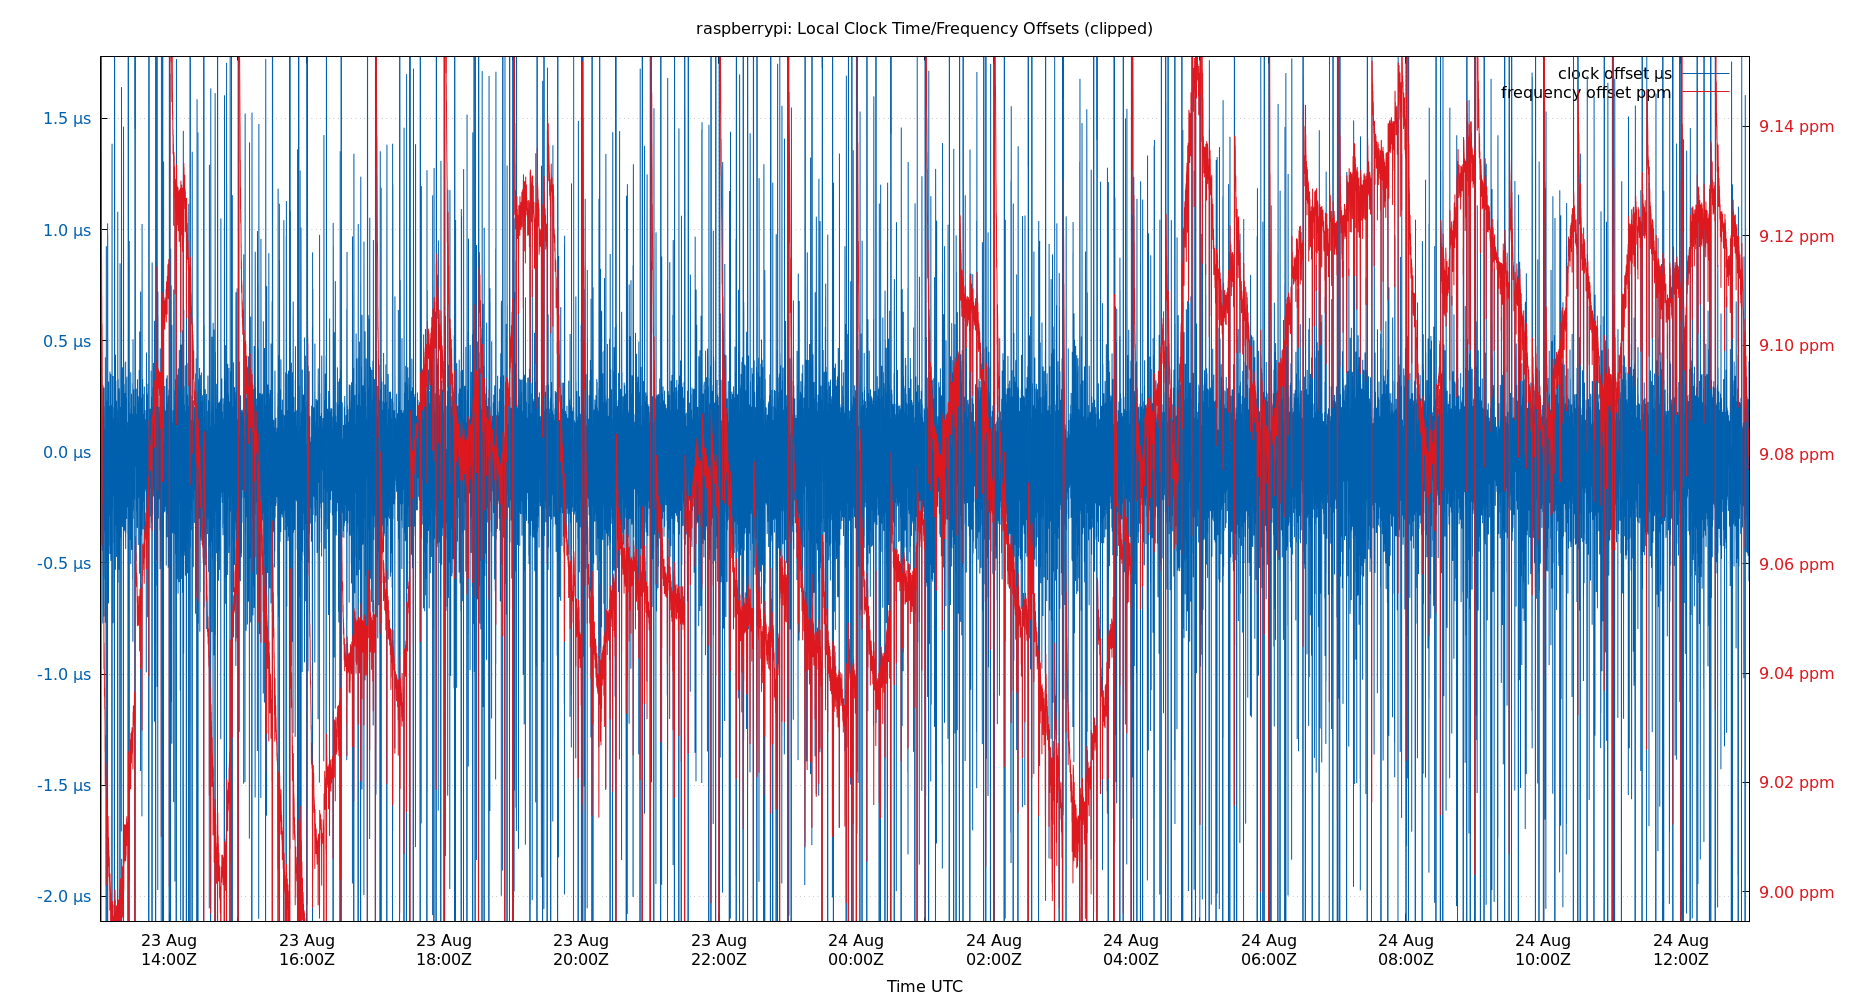 raspberrypi: Local Clock Time/Frequency Offsets (clipped)
clock offset µs
frequency offset ppm
1.5 µs
1.0 µs
0.5 µs
0.0 µs
-0.5 µs
-1.0 µs
-1.5 µs
-2.0 µs
9.14 ppm
9.12 ppm
9.10 ppm
9.08 ppm
9.06 ppm
9.04 ppm
9.02 ppm
9.00 ppm
23 Aug 23 Aug 23 Aug 23 Aug 23 Aug 24 Aug 24 Aug 24 Aug 24 Aug 24 Aug 24 Aug 24 Aug
14:00Z 16:00Z 18:00Z 20:00Z 22:00Z 00:00Z 02:00Z 04:00Z 06:00Z 08:00Z 10:00Z 12:00Z
Time UTC